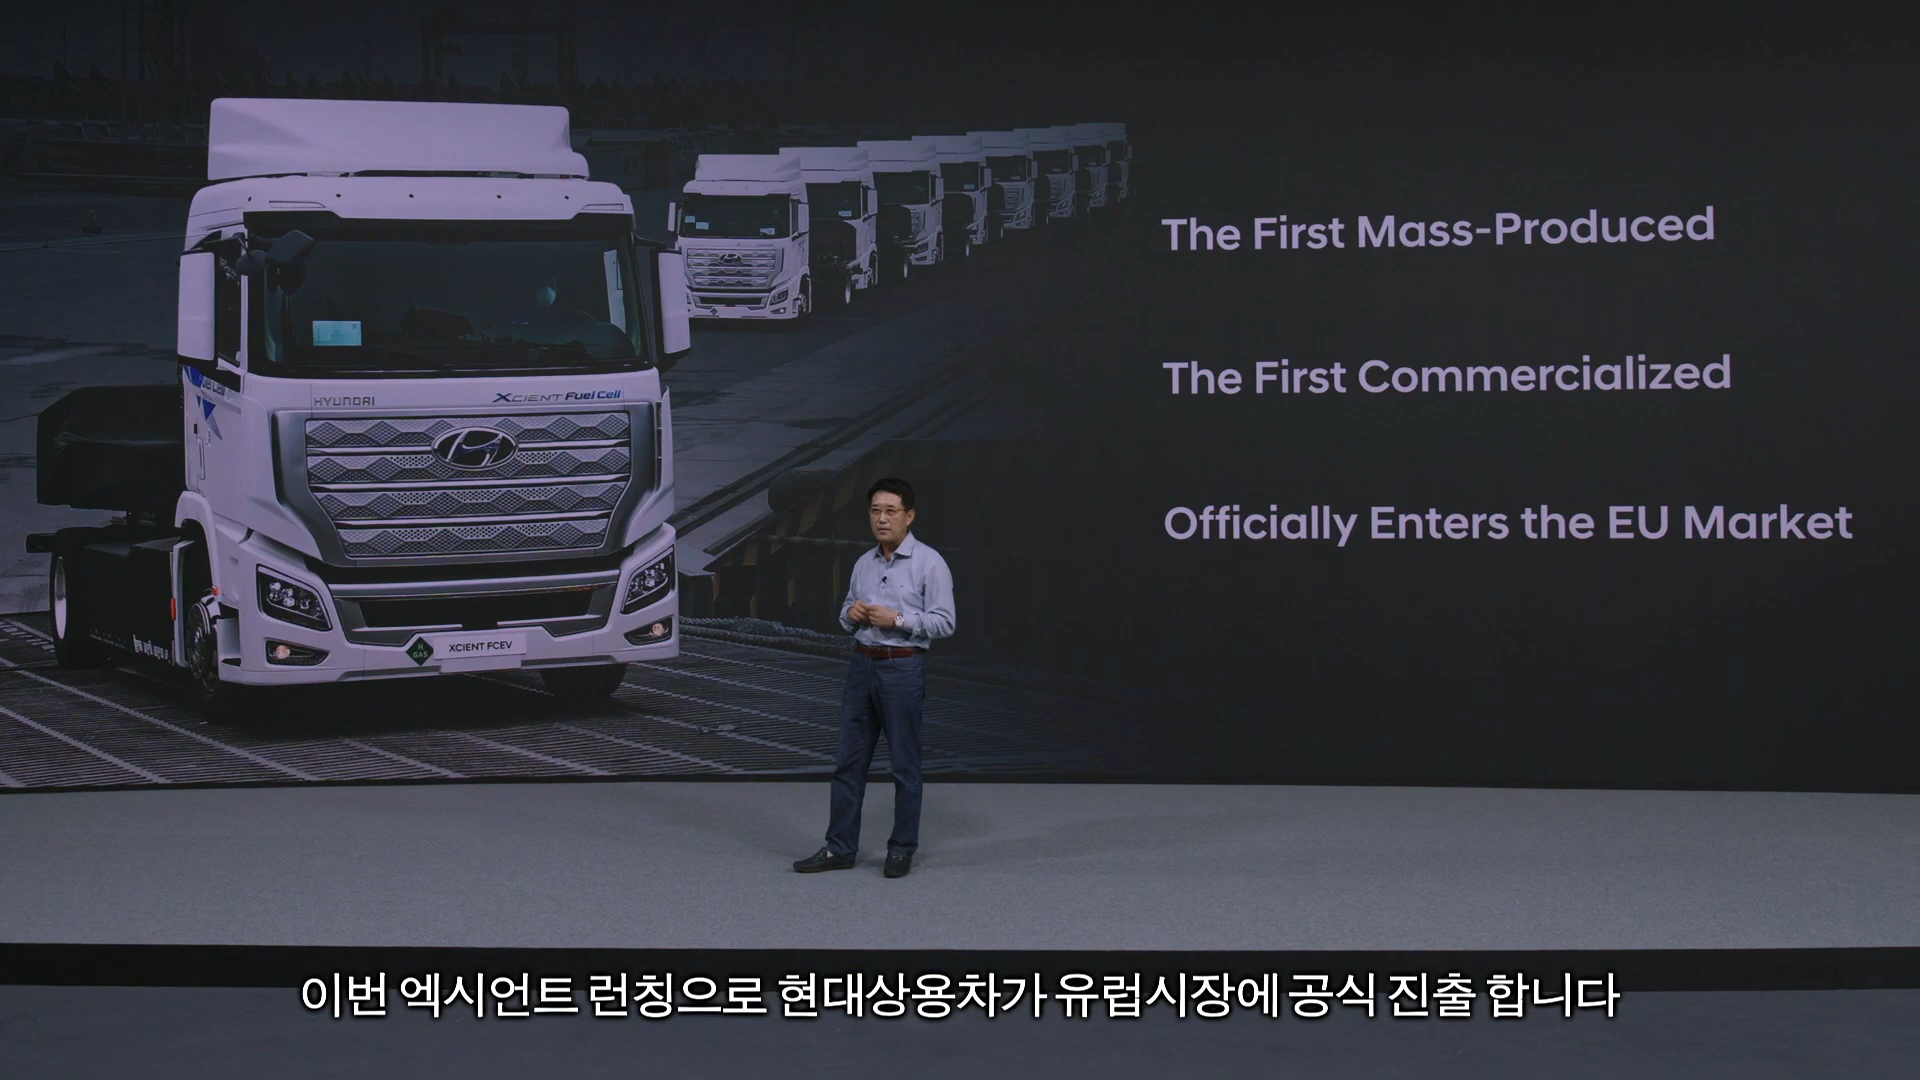 The First Mass-Produced
The First Commercialized
Officially Enters the EU Market
HYUNDAI
XCIENT Fuel Cell
H
GAS
XCIENT FCEV
이번 엑시언트 런칭으로 현대상용차가 유럽시장에 공식 진출 합니다